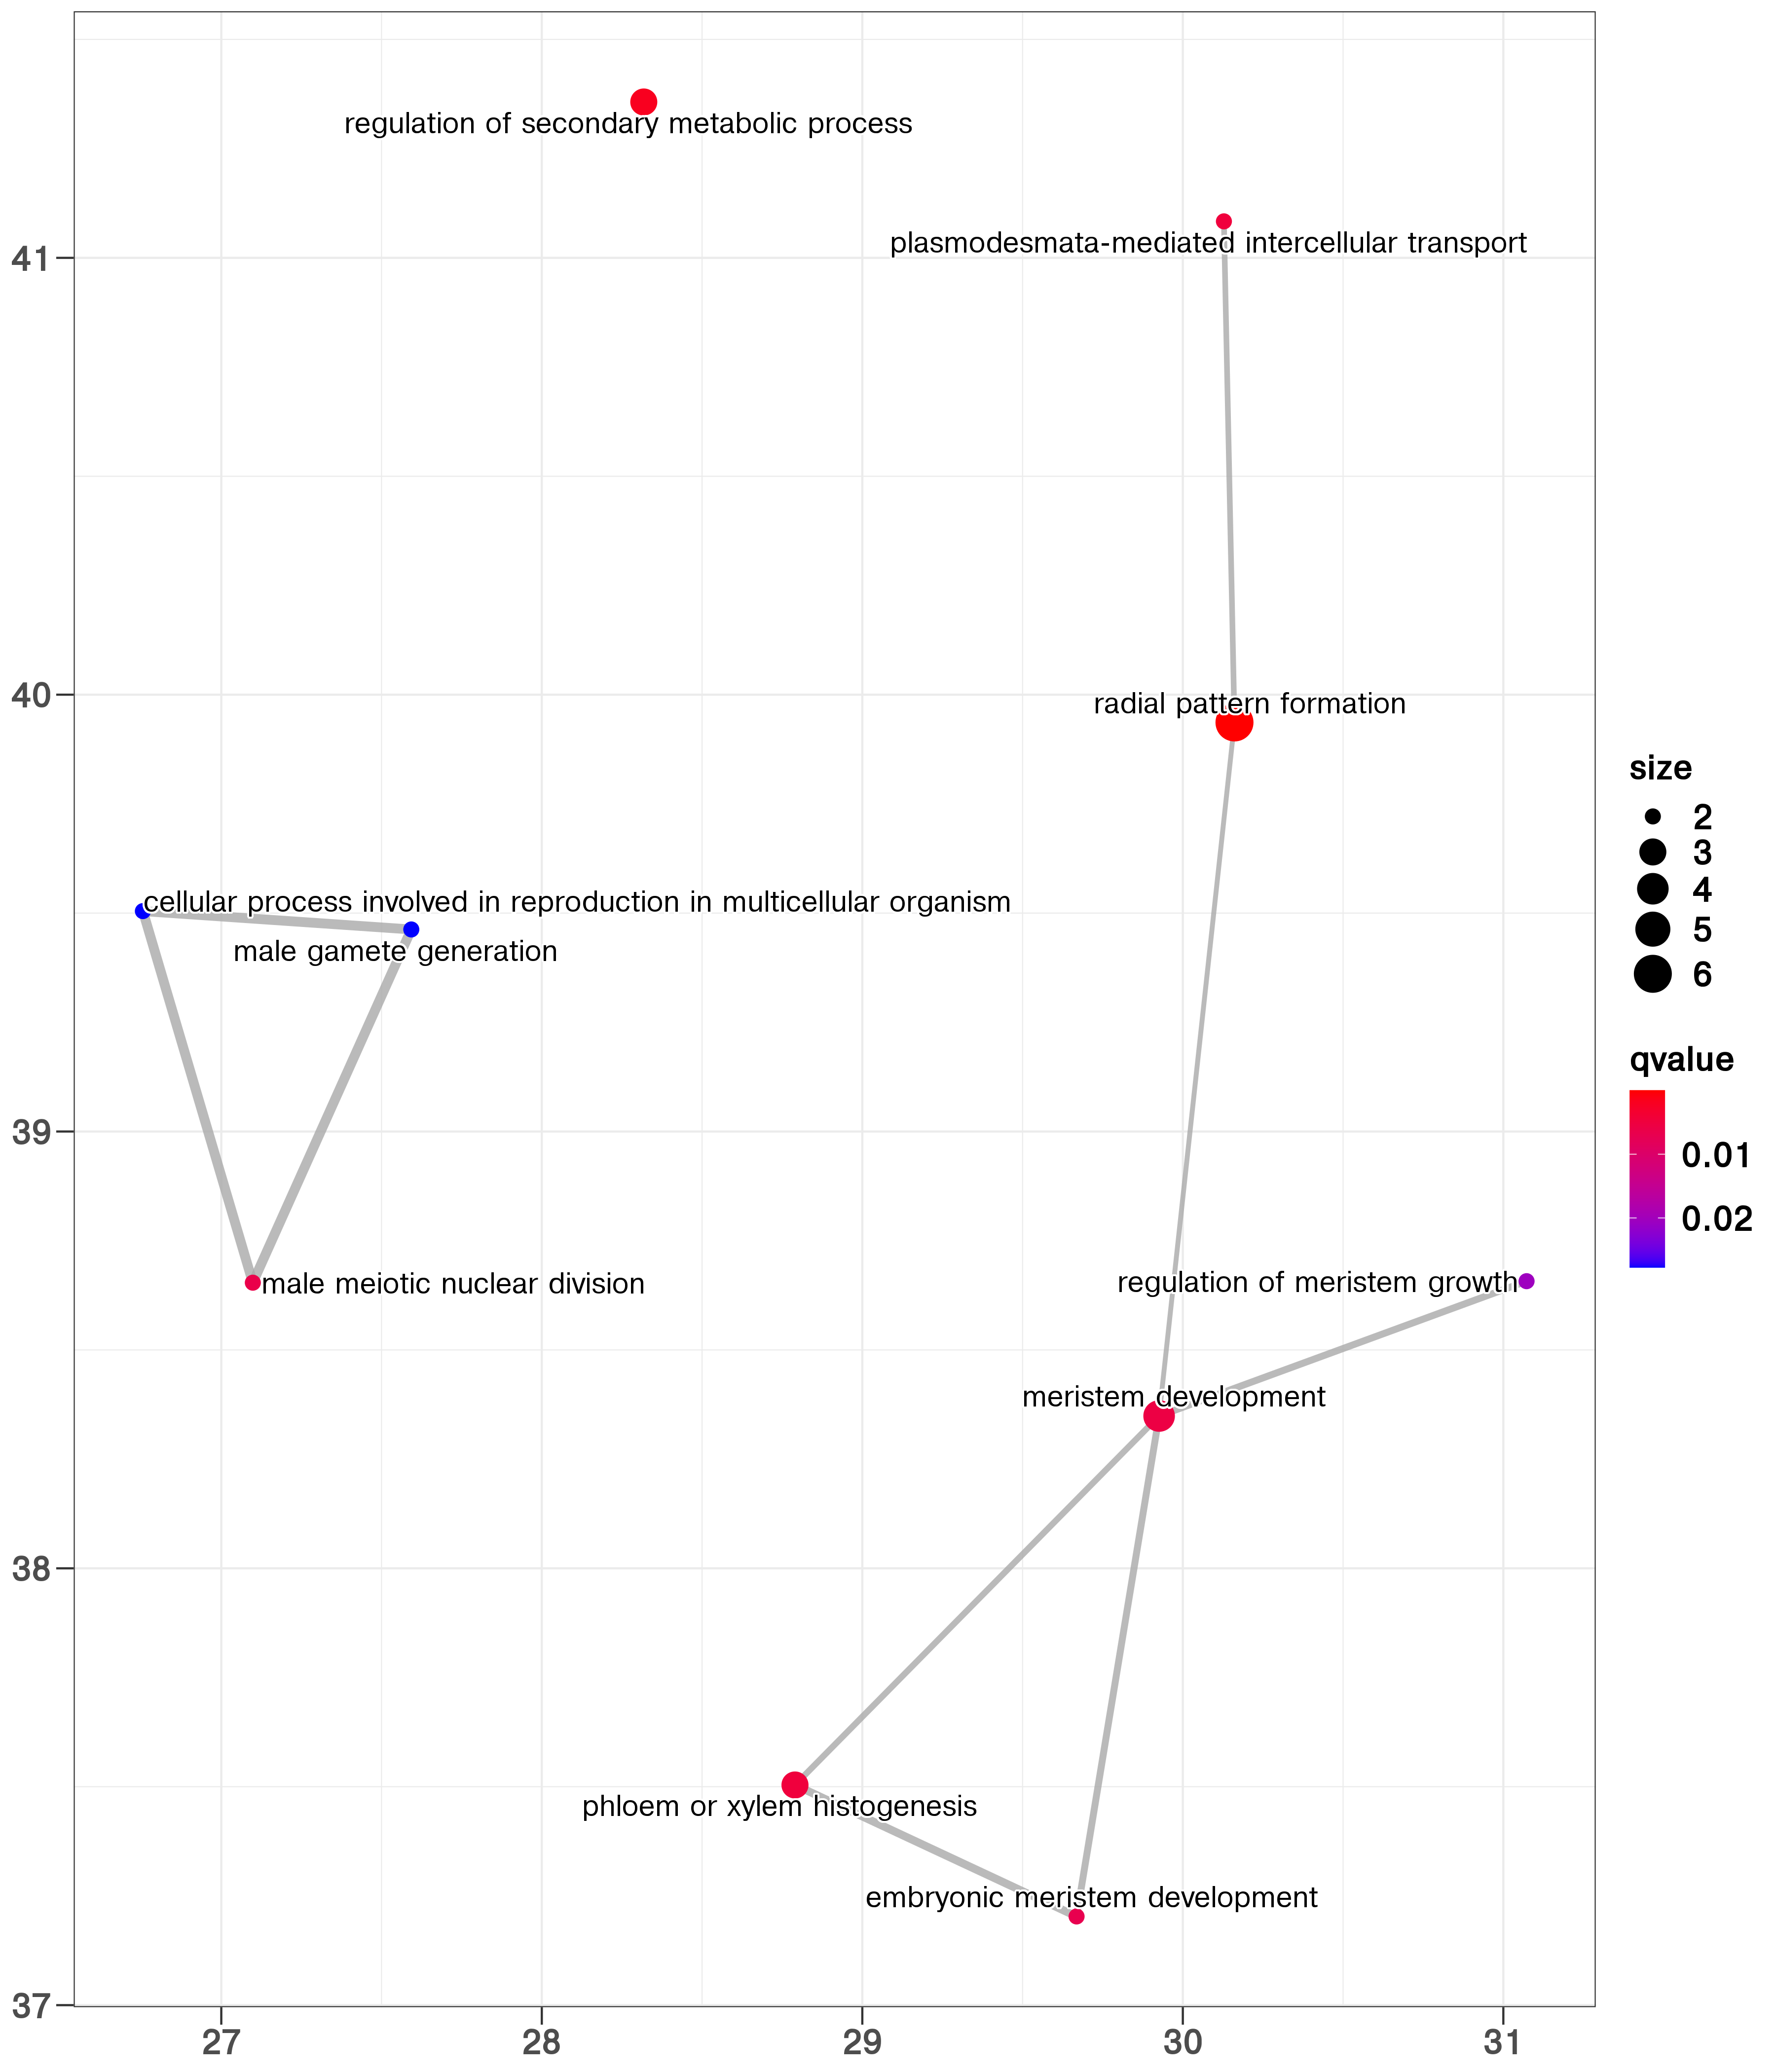 regulation of secondary metabolic process
plasmodesmata-mediated intercellular transport
41
radial pattern formation
40
size
2
3
4
5
6
cellular process involved in reproduction in multicellular organism
male gamete generation
qvalue
0.01
0.02
39
male meiotic nuclear division
regulation of meristem growth
meristem development
38
phloem or xylem histogenesis
embryonic meristem development
37
27 28 29 30 31